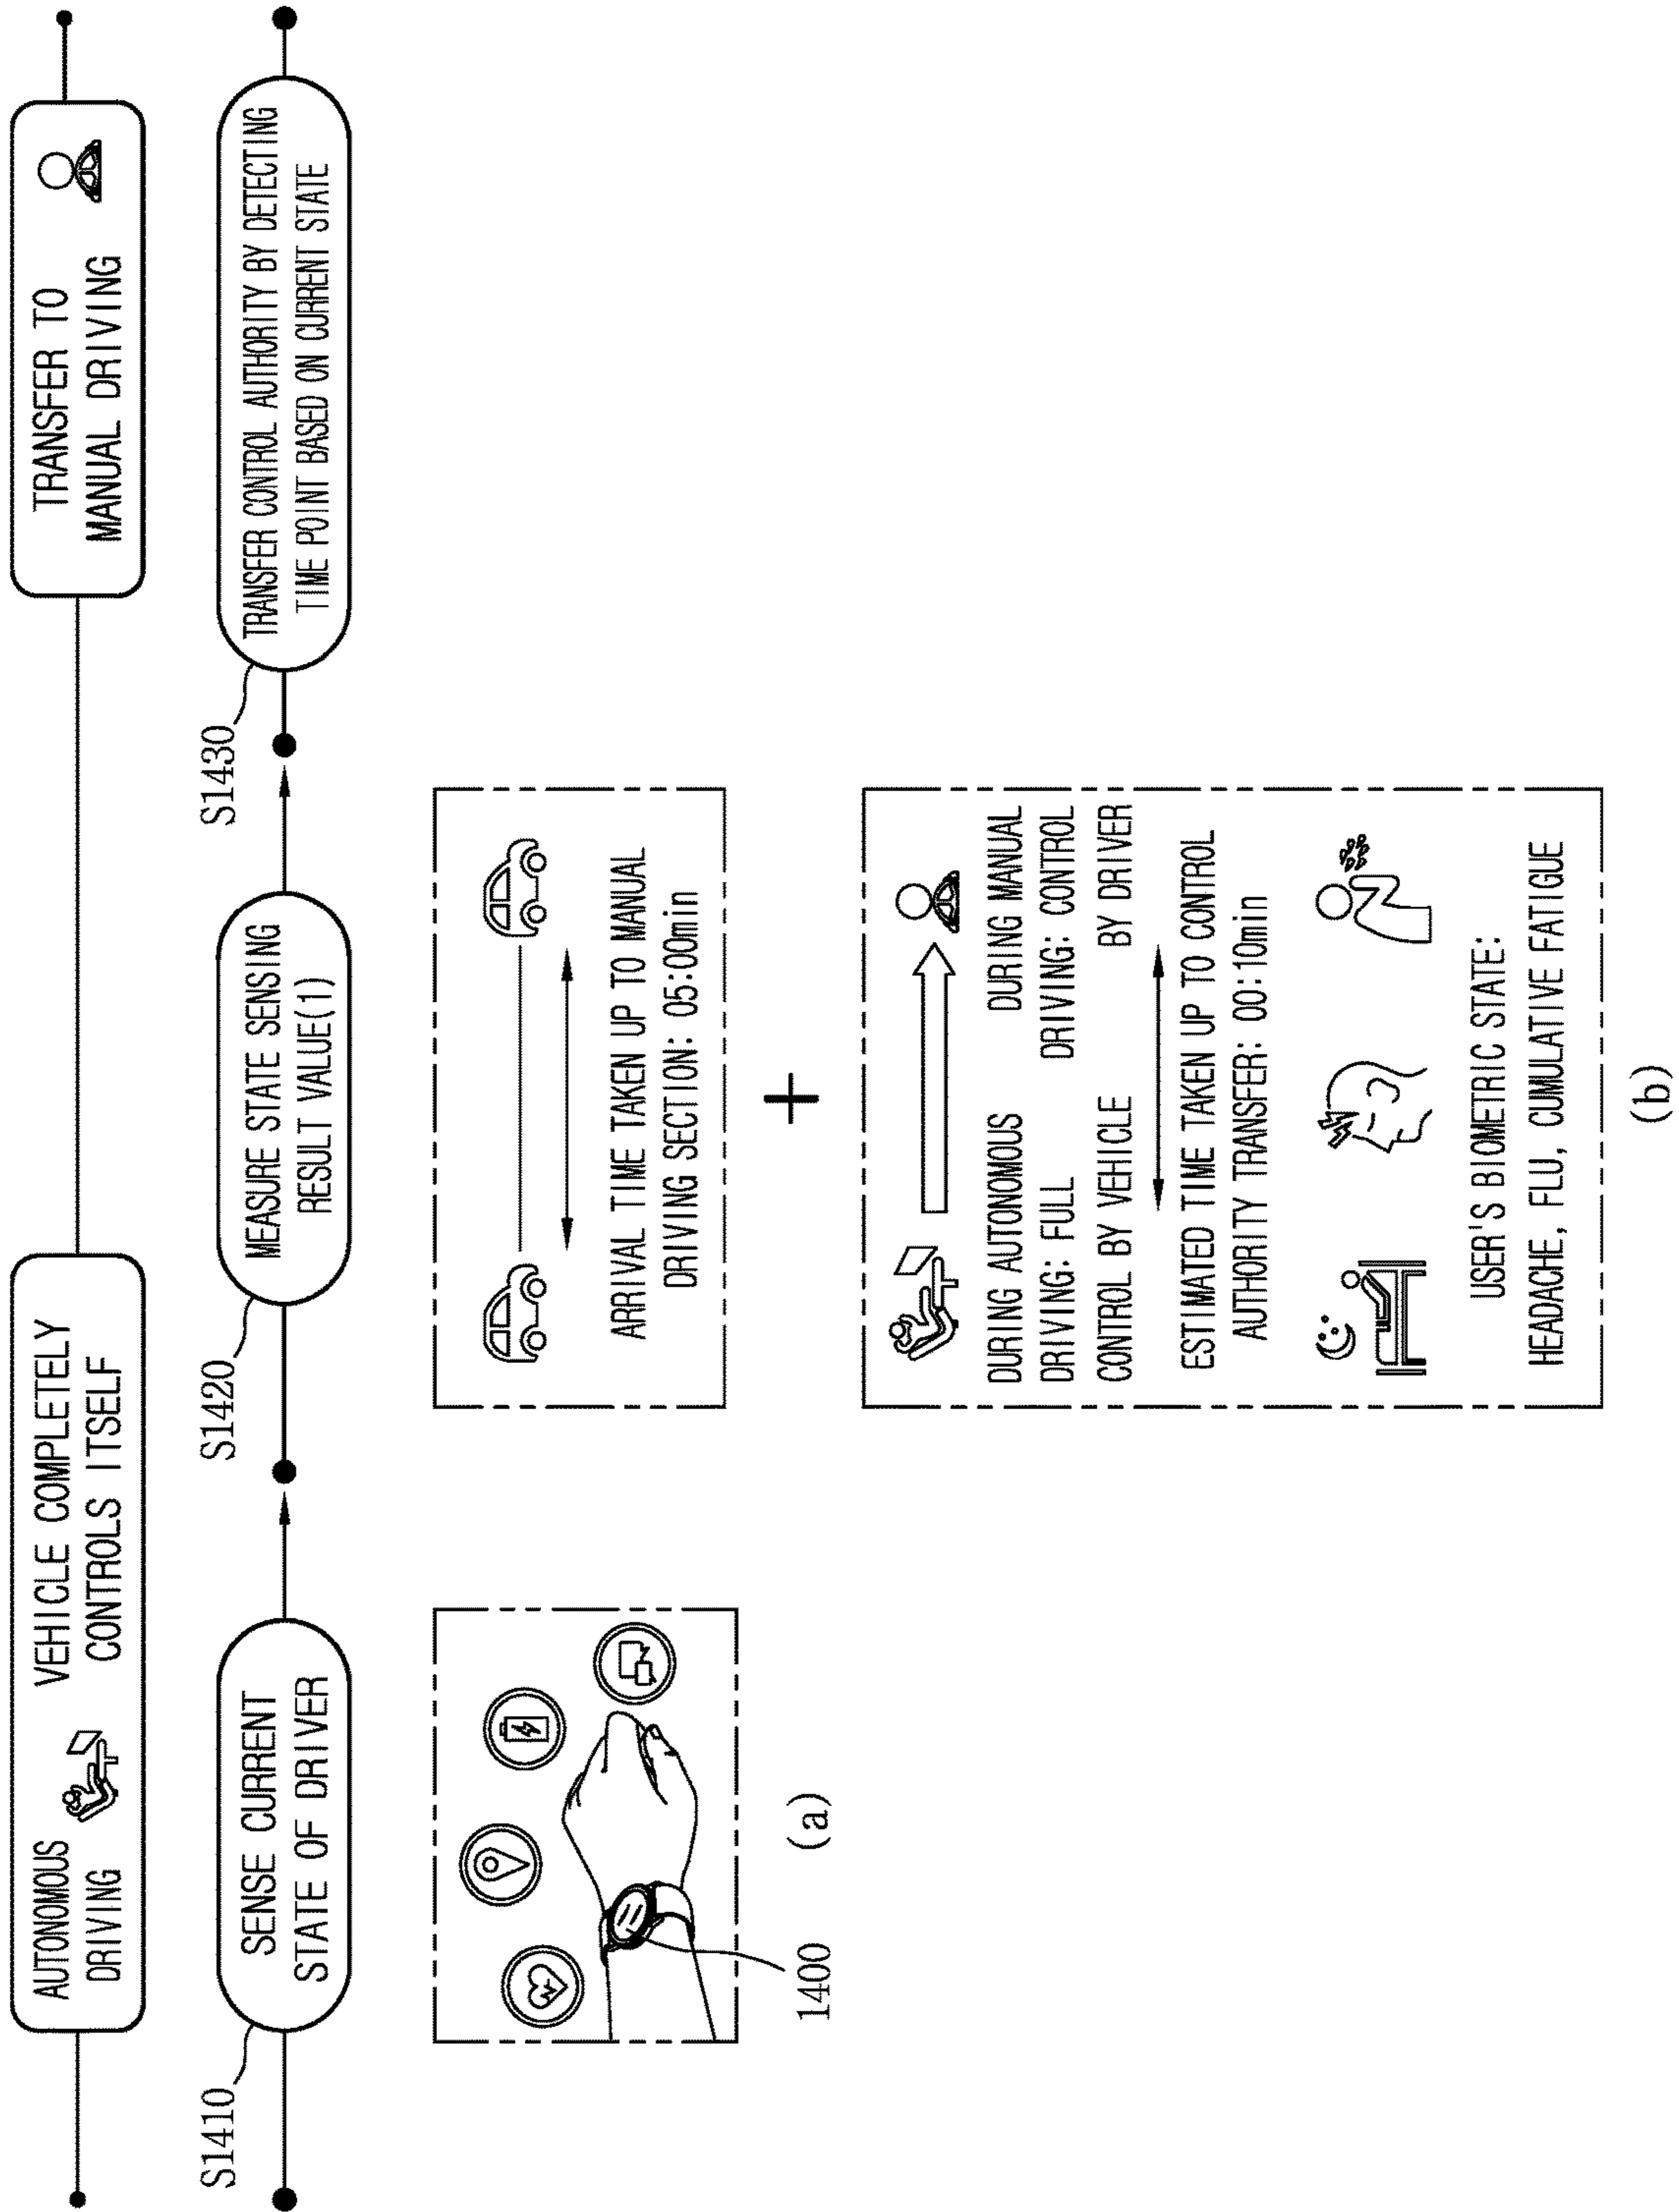 AUTONOMOUS
DRIVING
VEHICLE COMPLETELY
CONTROLS ITSELF
TRANSFER TO
MANUAL DRIVING
S1410
SENSE CURRENT
STATE OF DRIVER
S1420
MEASURE STATE SENSING
RESULT VALUE(1)
S1430
TRANSFER CONTROL AUTHORITY BY DETECTING
TIME POINT BASED ON CURRENT STATE
1400
(a)
ARRIVAL TIME TAKEN UP TO MANUAL
DRIVING SECTION: 05:00min
+
DURING AUTONOMOUS
DRIVING: FULL
CONTROL BY VEHICLE
DURING MANUAL
DRIVING: CONTROL
BY DRIVER
ESTIMATED TIME TAKEN UP TO CONTROL
AUTHORITY TRANSFER: 00:10min
USER'S BIOMETRIC STATE:
HEADACHE, FLU, CUMULATIVE FATIGUE
(b)